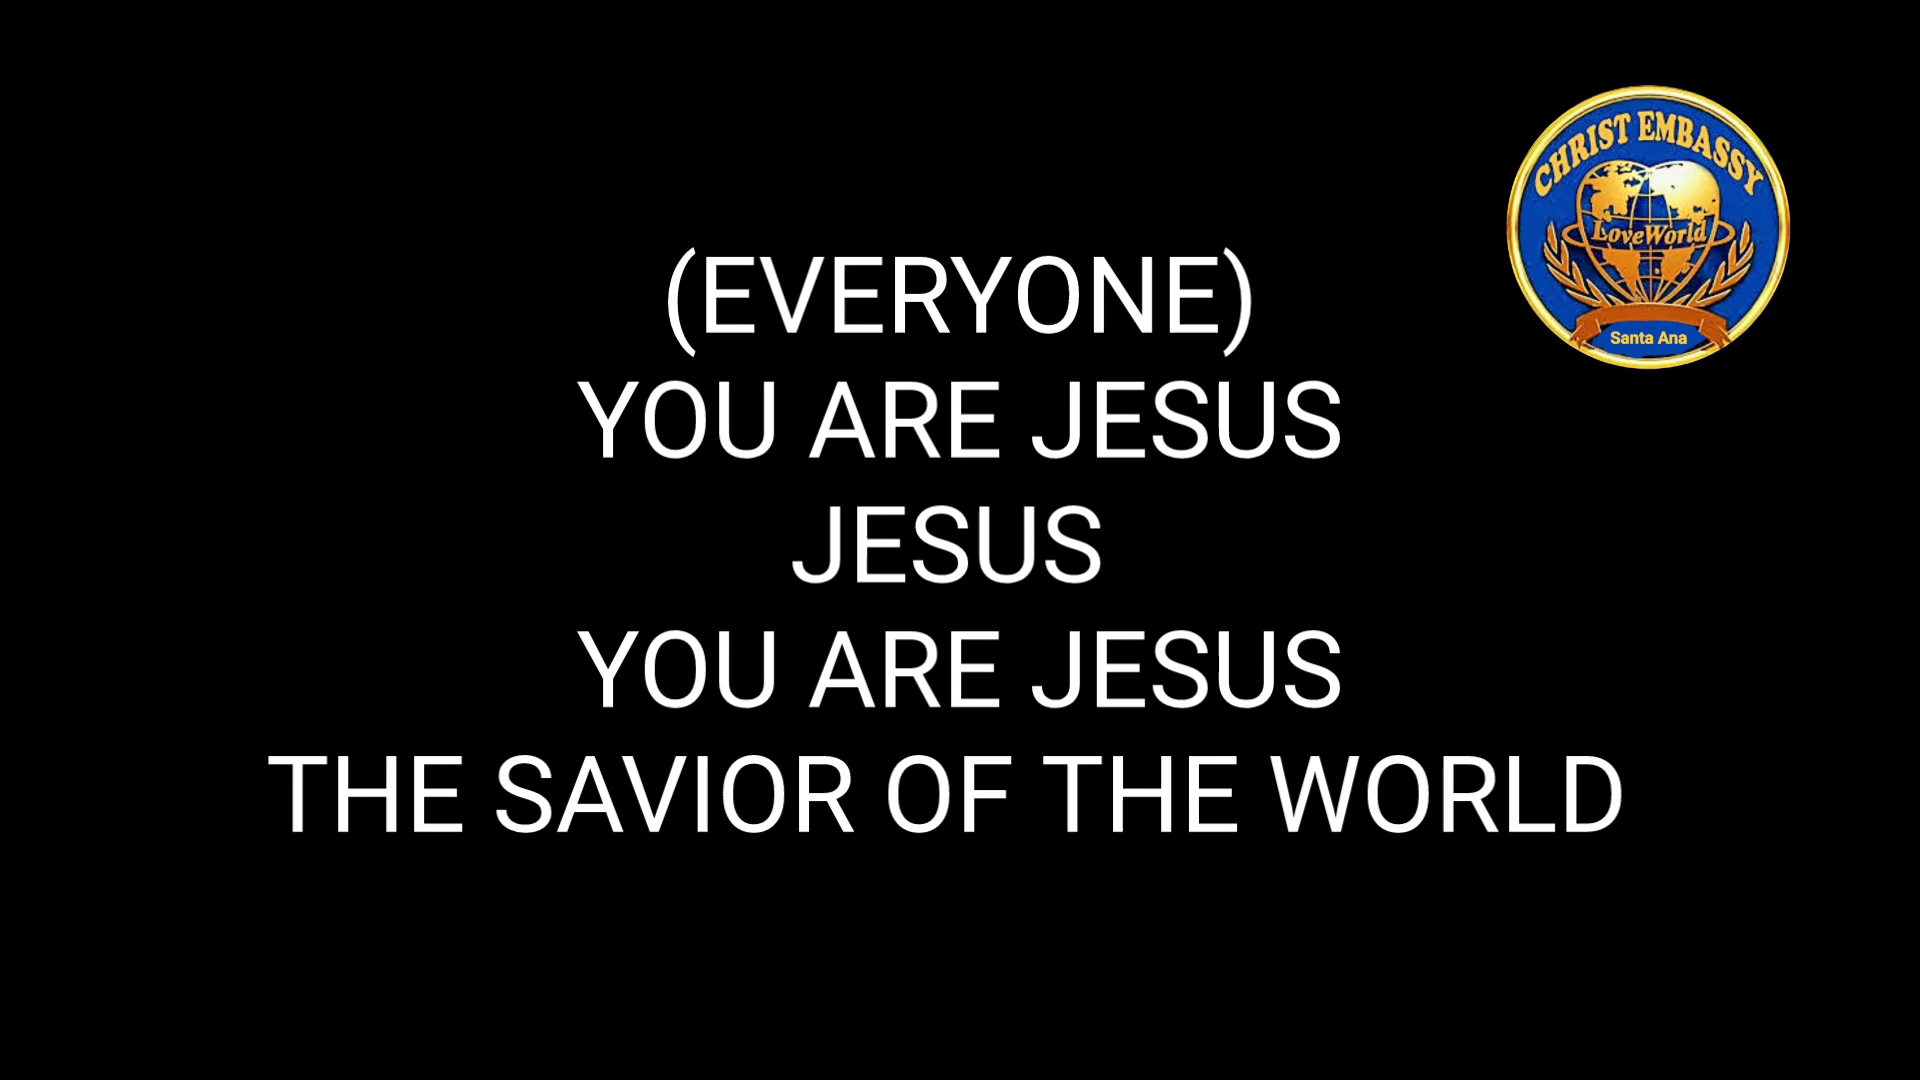 CHRIST EMBASSY
LoveWorld
Santa Ana
(EVERYONE)
YOU ARE JESUS
JESUS
YOU ARE JESUS
THE SAVIOR OF THE WORLD